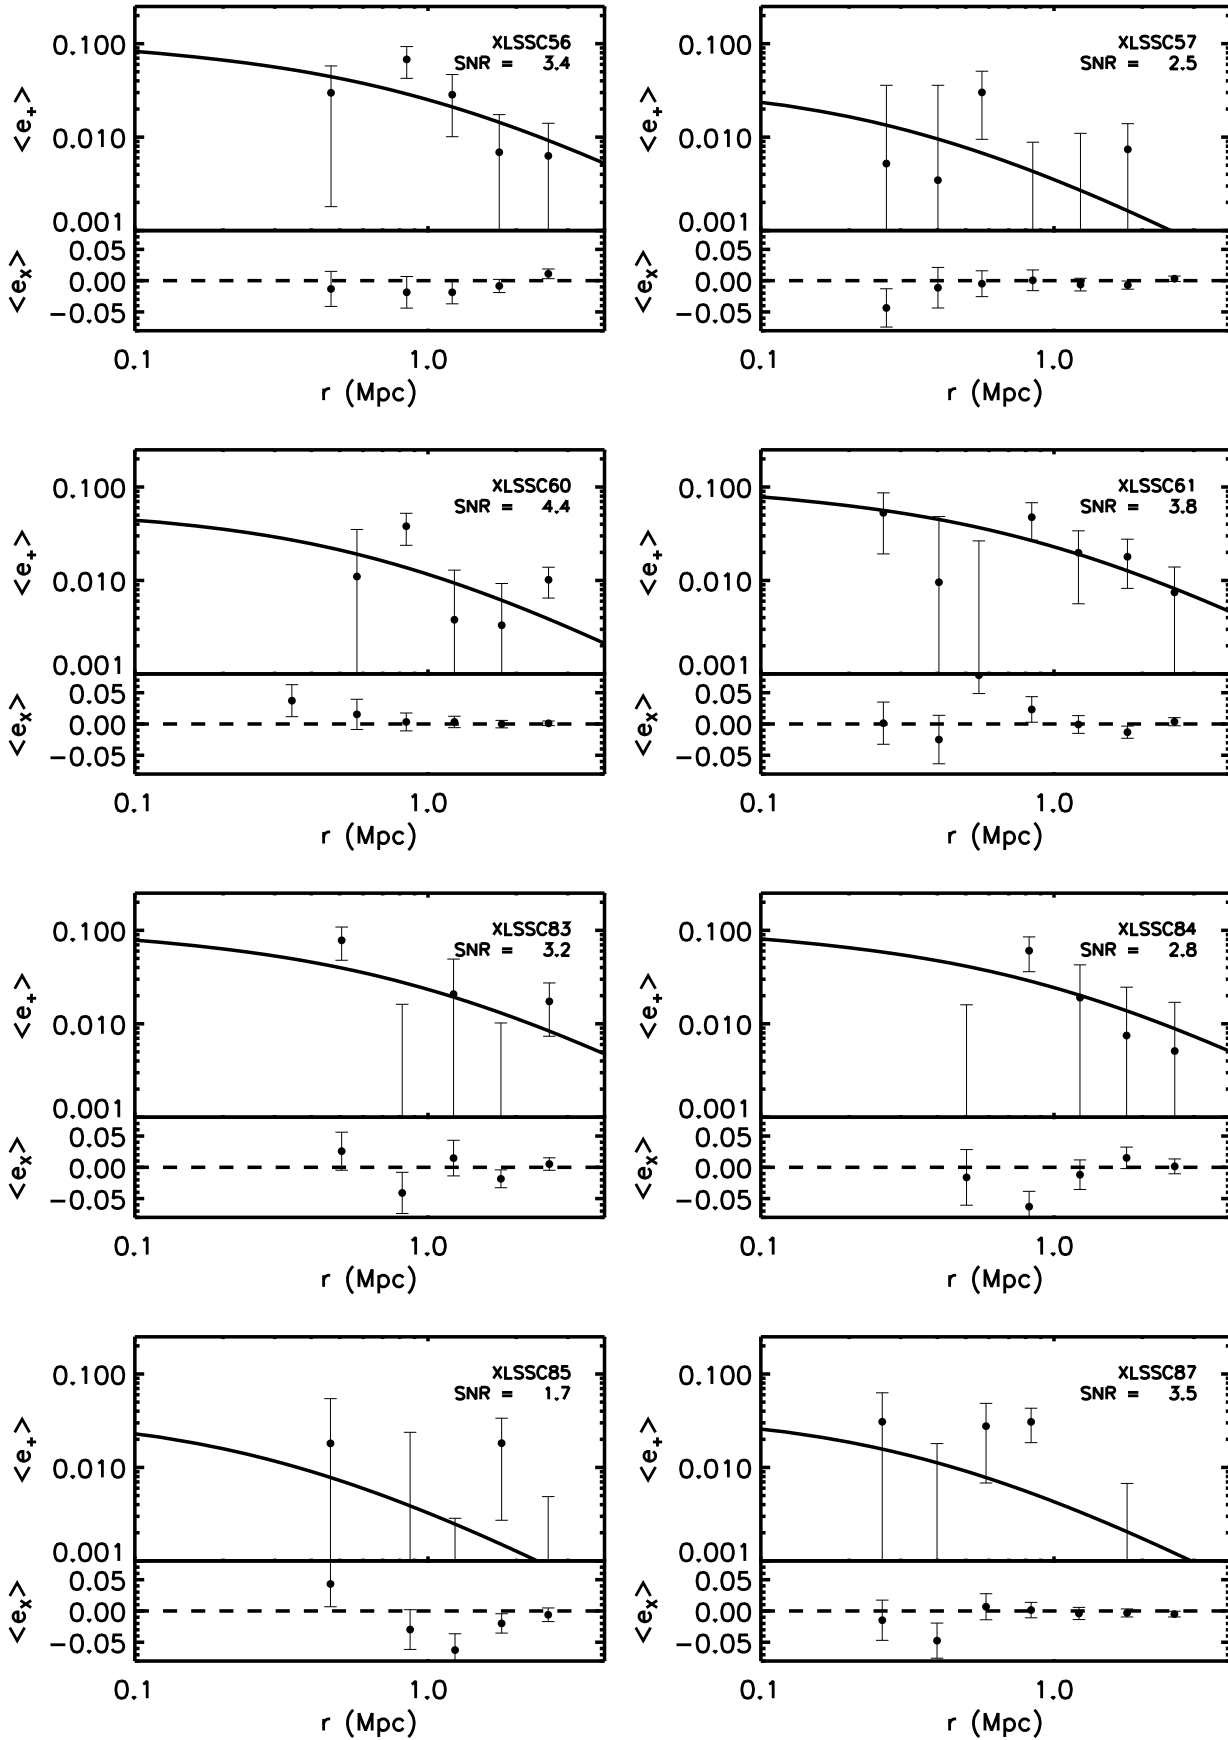 XLSSC56
SNR = 3.4
0.100
0.010
0.001
<e+>
0.05
0.00
−0.05
<ex>
0.1 1.0
r (Mpc)
XLSSC57
SNR = 2.5
0.100
0.010
0.001
<e+>
0.05
0.00
−0.05
<ex>
0.1 1.0
r (Mpc)
XLSSC60
SNR = 4.4
0.100
0.010
0.001
<e+>
0.05
0.00
−0.05
<ex>
0.1 1.0
r (Mpc)
XLSSC61
SNR = 3.8
0.100
0.010
0.001
<e+>
0.05
0.00
−0.05
<ex>
0.1 1.0
r (Mpc)
XLSSC83
SNR = 3.2
0.100
0.010
0.001
<e+>
0.05
0.00
−0.05
<ex>
0.1 1.0
r (Mpc)
XLSSC84
SNR = 2.8
0.100
0.010
0.001
<e+>
0.05
0.00
−0.05
<ex>
0.1 1.0
r (Mpc)
XLSSC85
SNR = 1.7
0.100
0.010
0.001
<e+>
0.05
0.00
−0.05
<ex>
0.1 1.0
r (Mpc)
XLSSC87
SNR = 3.5
0.100
0.010
0.001
<e+>
0.05
0.00
−0.05
<ex>
0.1 1.0
r (Mpc)